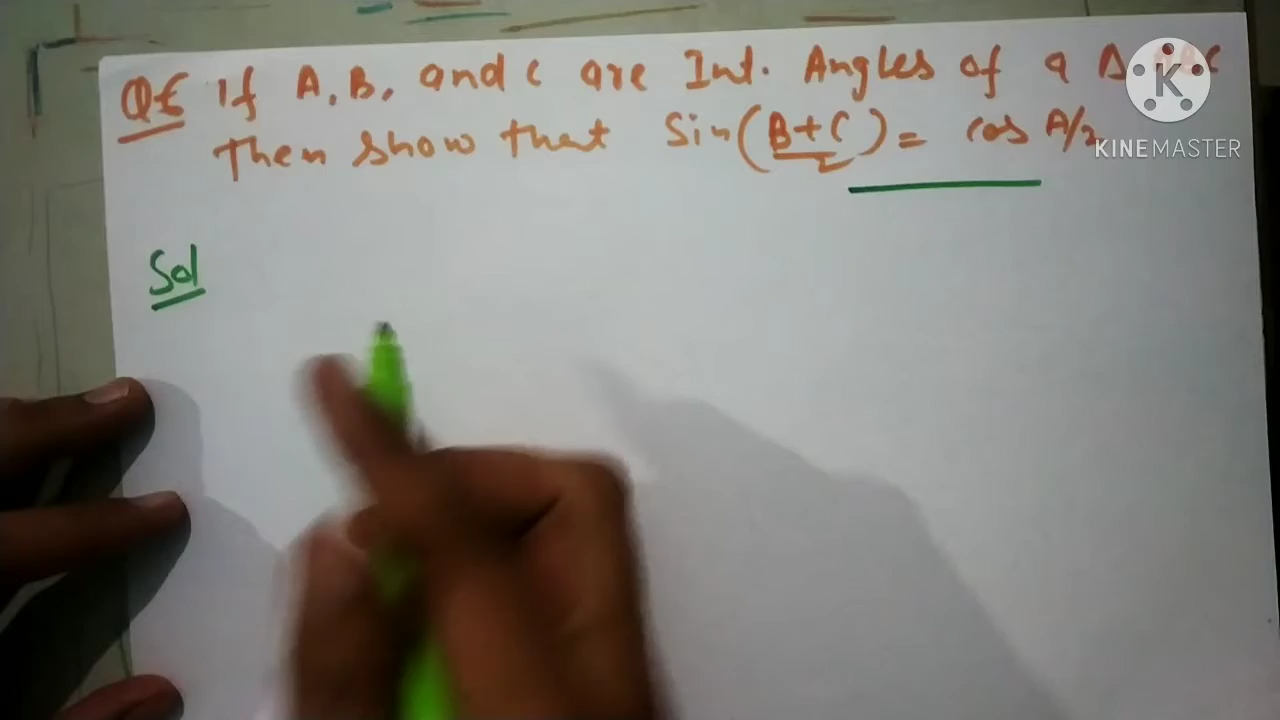 Q6 If A, B, and C are Int. Angles of a Δ
Then show that Sin(B+C/2) = cos A/2
KINEMASTER
Sol